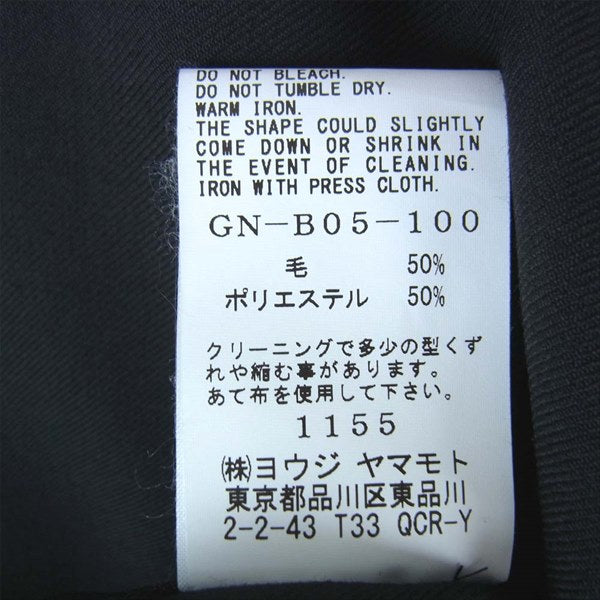 DO NOT BLEACH.
DO NOT TUMBLE DRY.
WARM IRON.
THE SHAPE COULD SLIGHTLY
COME DOWN OR SHRINK IN
THE EVENT OF CLEANING.
IRON WITH PRESS CLOTH.
GN-B05-100
毛 50%
ポリエステル 50%
クリーニングで多少の型くず
れや縮む事があります。
あて布を使用して下さい。
1155
㈱ヨウジ ヤマモト
東京都品川区東品川
2-2-43 T33 QCR-Y